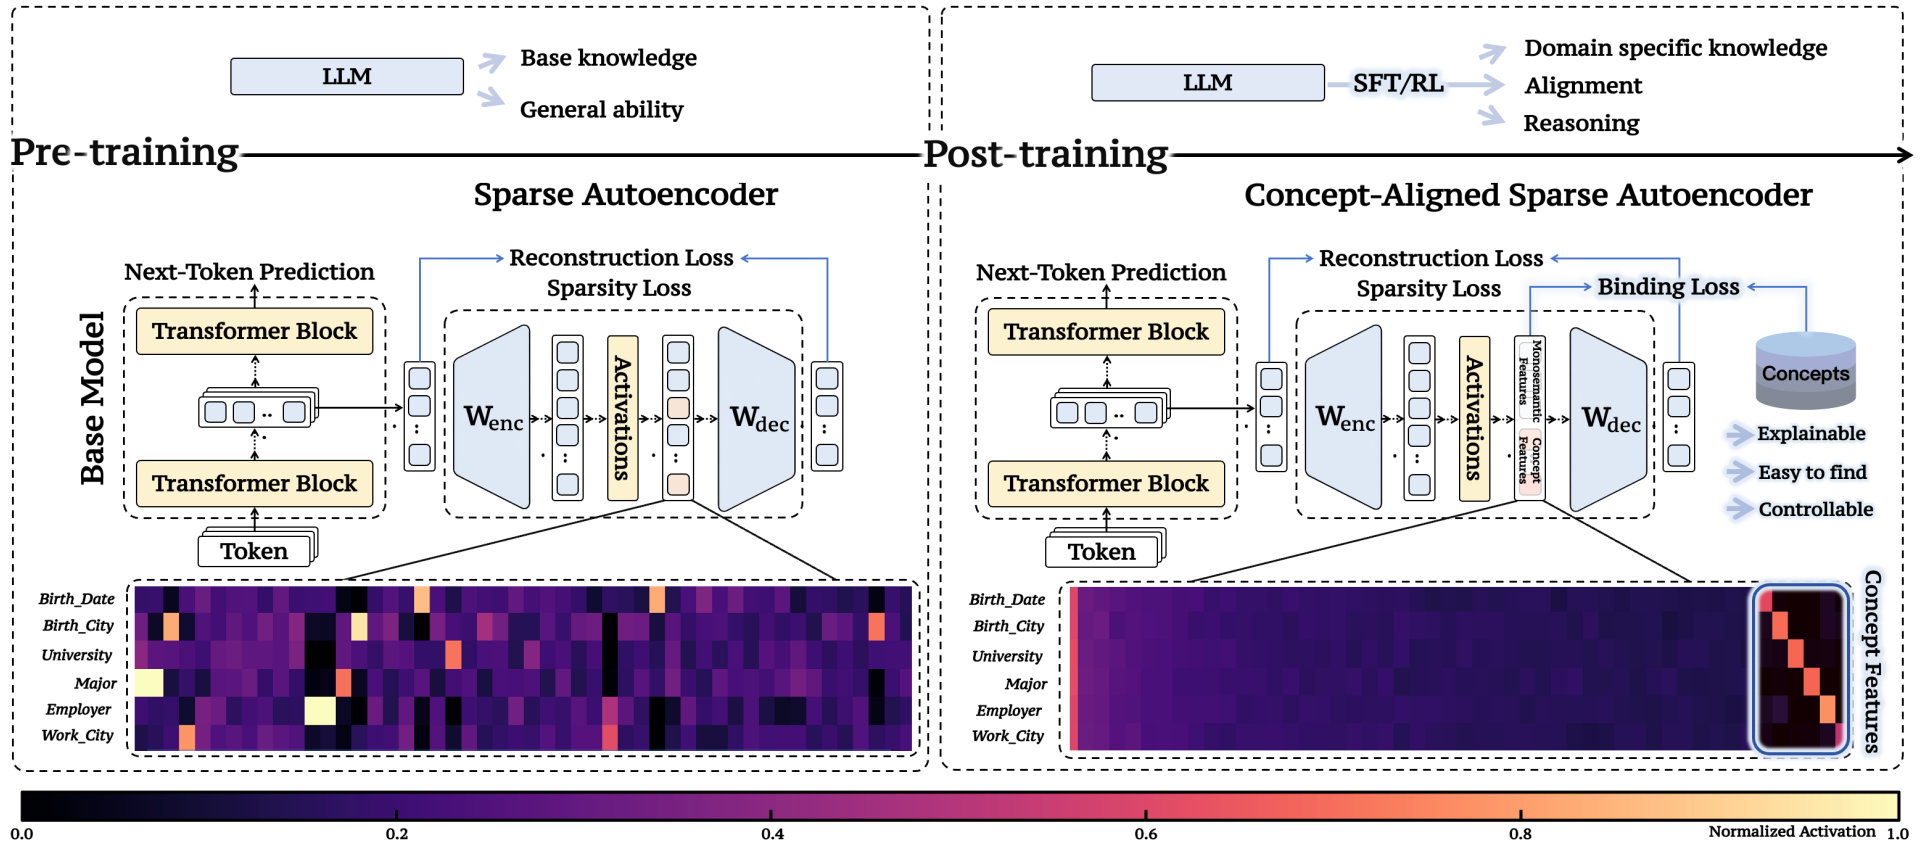 LLM
Base knowledge
General ability
LLM
SFT/RL
Domain specific knowledge
Alignment
Reasoning
Pre-training
Post-training
Sparse Autoencoder
Base Model
Next-Token Prediction
Transformer Block
Transformer Block
Token
Reconstruction Loss
Sparsity Loss
Wenc
Activations
Wdec
Birth_Date
Birth_City
University
Major
Employer
Work_City
Concept-Aligned Sparse Autoencoder
Next-Token Prediction
Transformer Block
Transformer Block
Token
Reconstruction Loss
Sparsity Loss
Binding Loss
Wenc
Activations
Monosemantic
Features
Concept
Features
Wdec
Concepts
Explainable
Easy to find
Controllable
Birth_Date
Birth_City
University
Major
Employer
Work_City
Concept Features
0.0
0.2
0.4
0.6
0.8
Normalized Activation
1.0